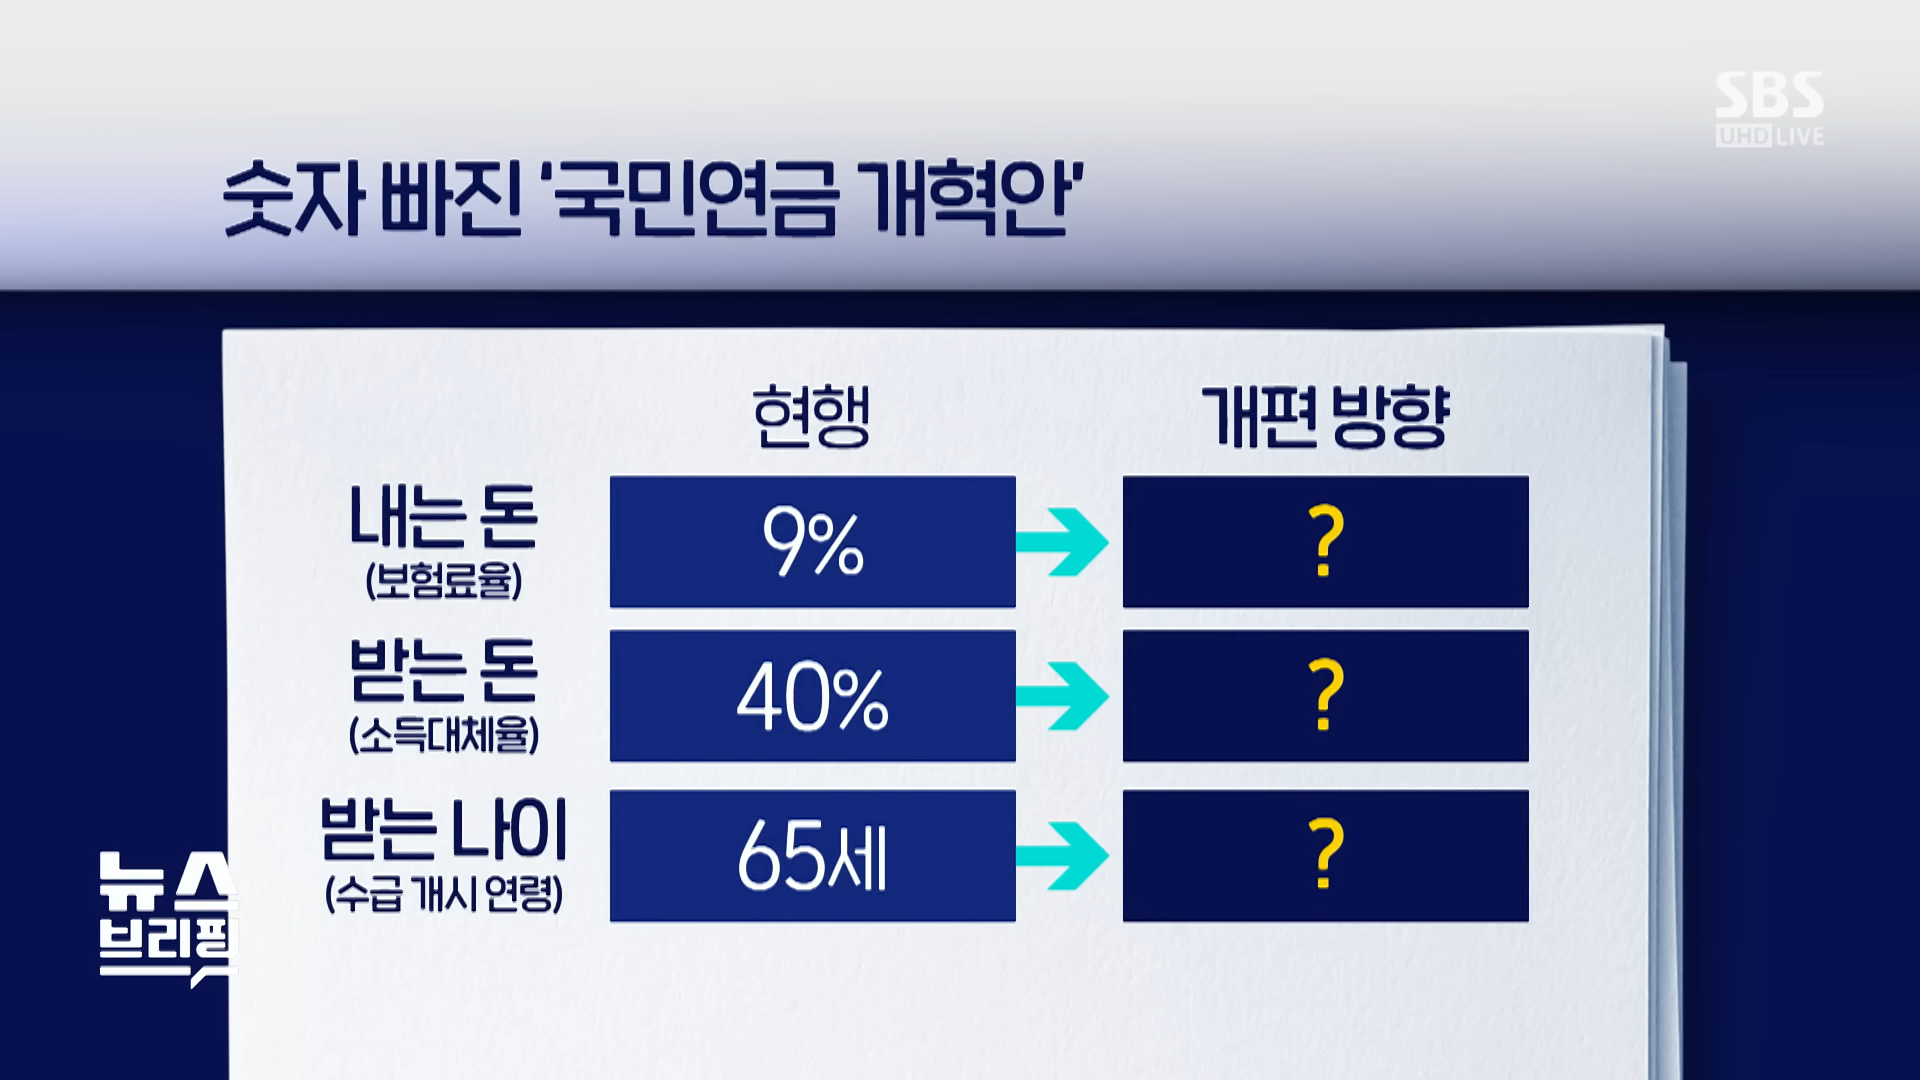 SBS
UHD LIVE
숫자 빠진 ‘국민연금 개혁안’
현행
개편 방향
내는 돈
(보험료율)
9%
?
받는 돈
(소득대체율)
40%
?
받는 나이
(수급 개시 연령)
65세
?
뉴스
브리핑